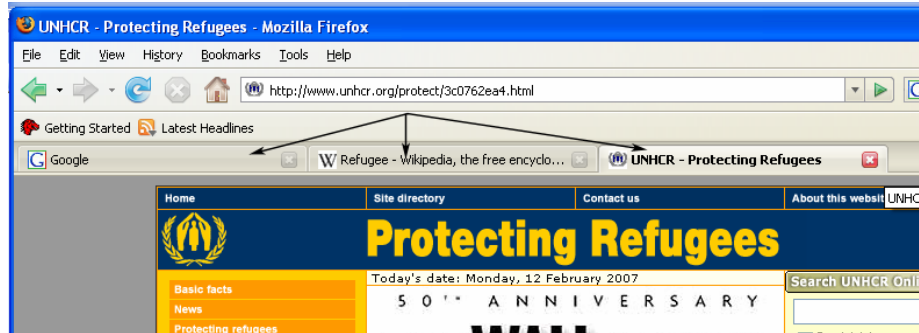 UNHCR - Protecting Refugees - Mozilla Firefox
File Edit View History Bookmarks Tools Help
http://www.unhcr.org/protect/3c0762ea4.html
Getting Started Latest Headlines
Google Refugee - Wikipedia, the free encyclo... UNHCR - Protecting Refugees
Home Site directory Contact us About this websit UNHC
Protecting Refugees
Today's date: Monday, 12 February 2007
Search UNHCR Onli
Basic facts
50TH ANNIVERSARY
News
Protecting refugees